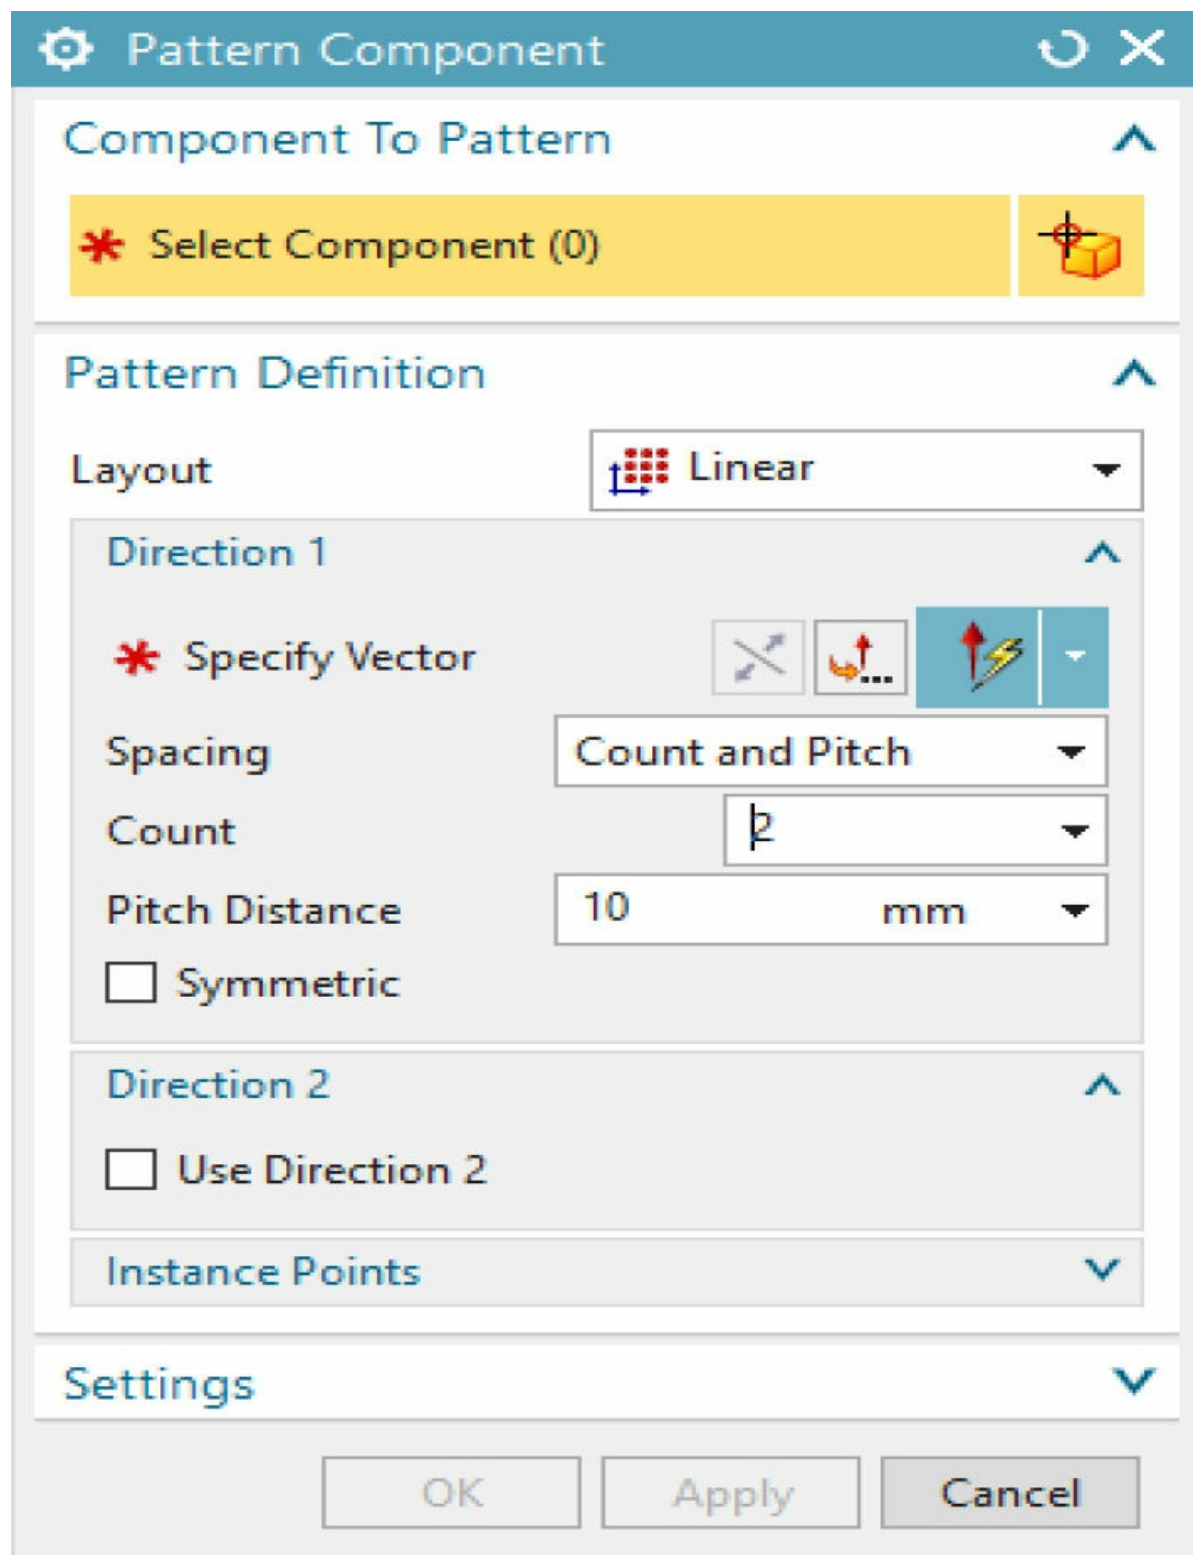 Pattern Component
Component To Pattern
* Select Component (0)
Pattern Definition
Layout Linear
Direction 1
* Specify Vector
Spacing Count and Pitch
Count 2
Pitch Distance 10 mm
Symmetric
Direction 2
Use Direction 2
Instance Points
Settings
OK Apply Cancel